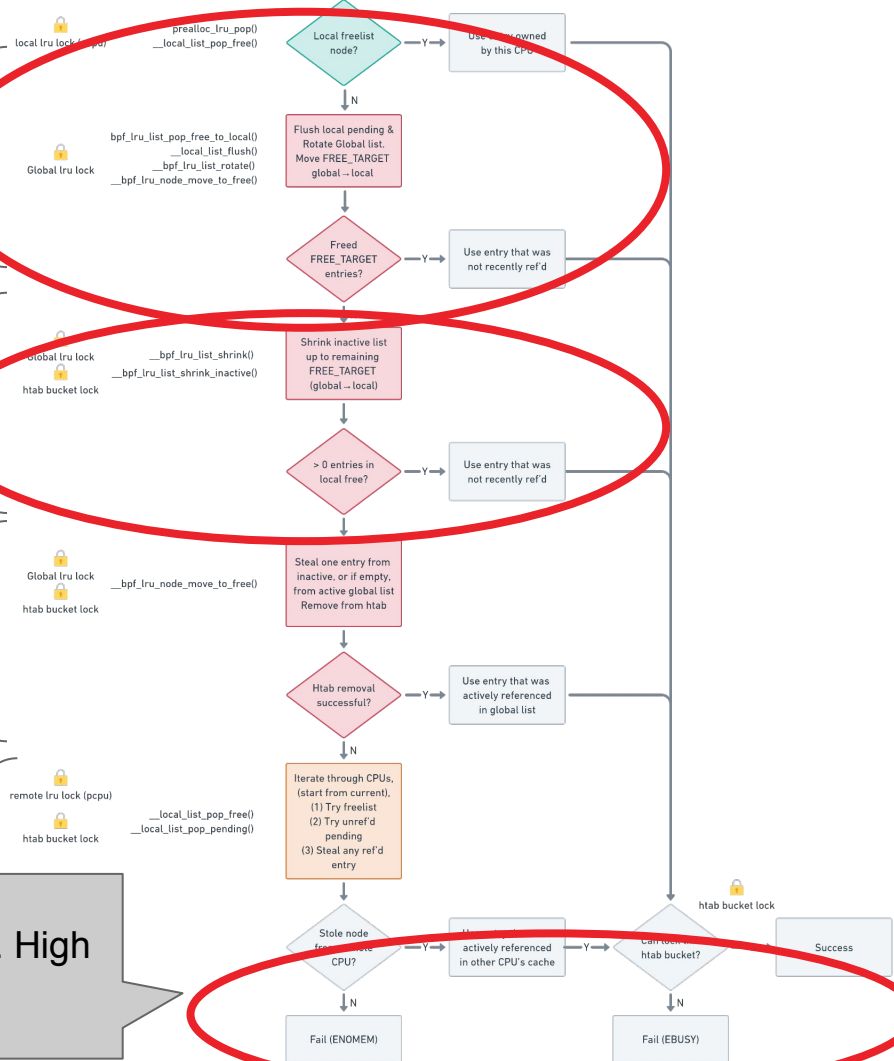 prealloc_lru_pop()
__local_list_pop_free()
local lru lock (pcpu)
Local freelist
node?
Y
Use entry owned
by this CPU
N
bpf_lru_list_pop_free_to_local()
__local_list_flush()
__bpf_lru_list_rotate()
__bpf_lru_node_move_to_free()
Global lru lock
Flush local pending &
Rotate Global list.
Move FREE_TARGET
global→local
Freed
FREE_TARGET
entries?
Y
Use entry that was
not recently ref'd
Global lru lock
htab bucket lock
__bpf_lru_list_shrink()
__bpf_lru_list_shrink_inactive()
Shrink inactive list
up to remaining
FREE_TARGET
(global→local)
> 0 entries in
local free?
Y
Use entry that was
not recently ref'd
Global lru lock
htab bucket lock
__bpf_lru_node_move_to_free()
Steal one entry from
inactive, or if empty,
from active global list
Remove from htab
Htab removal
successful?
Y
Use entry that was
actively referenced
in global list
N
remote lru lock (pcpu)
htab bucket lock
__local_list_pop_free()
__local_list_pop_pending()
Iterate through CPUs,
(start from current),
(1) Try freelist
(2) Try unref'd
pending
(3) Steal any ref'd
entry
htab bucket lock
High
Stole node
CPU?
Y
actively referenced
in other CPU's cache
Y
htab bucket?
Success
N
N
Fail (ENOMEM)
Fail (EBUSY)